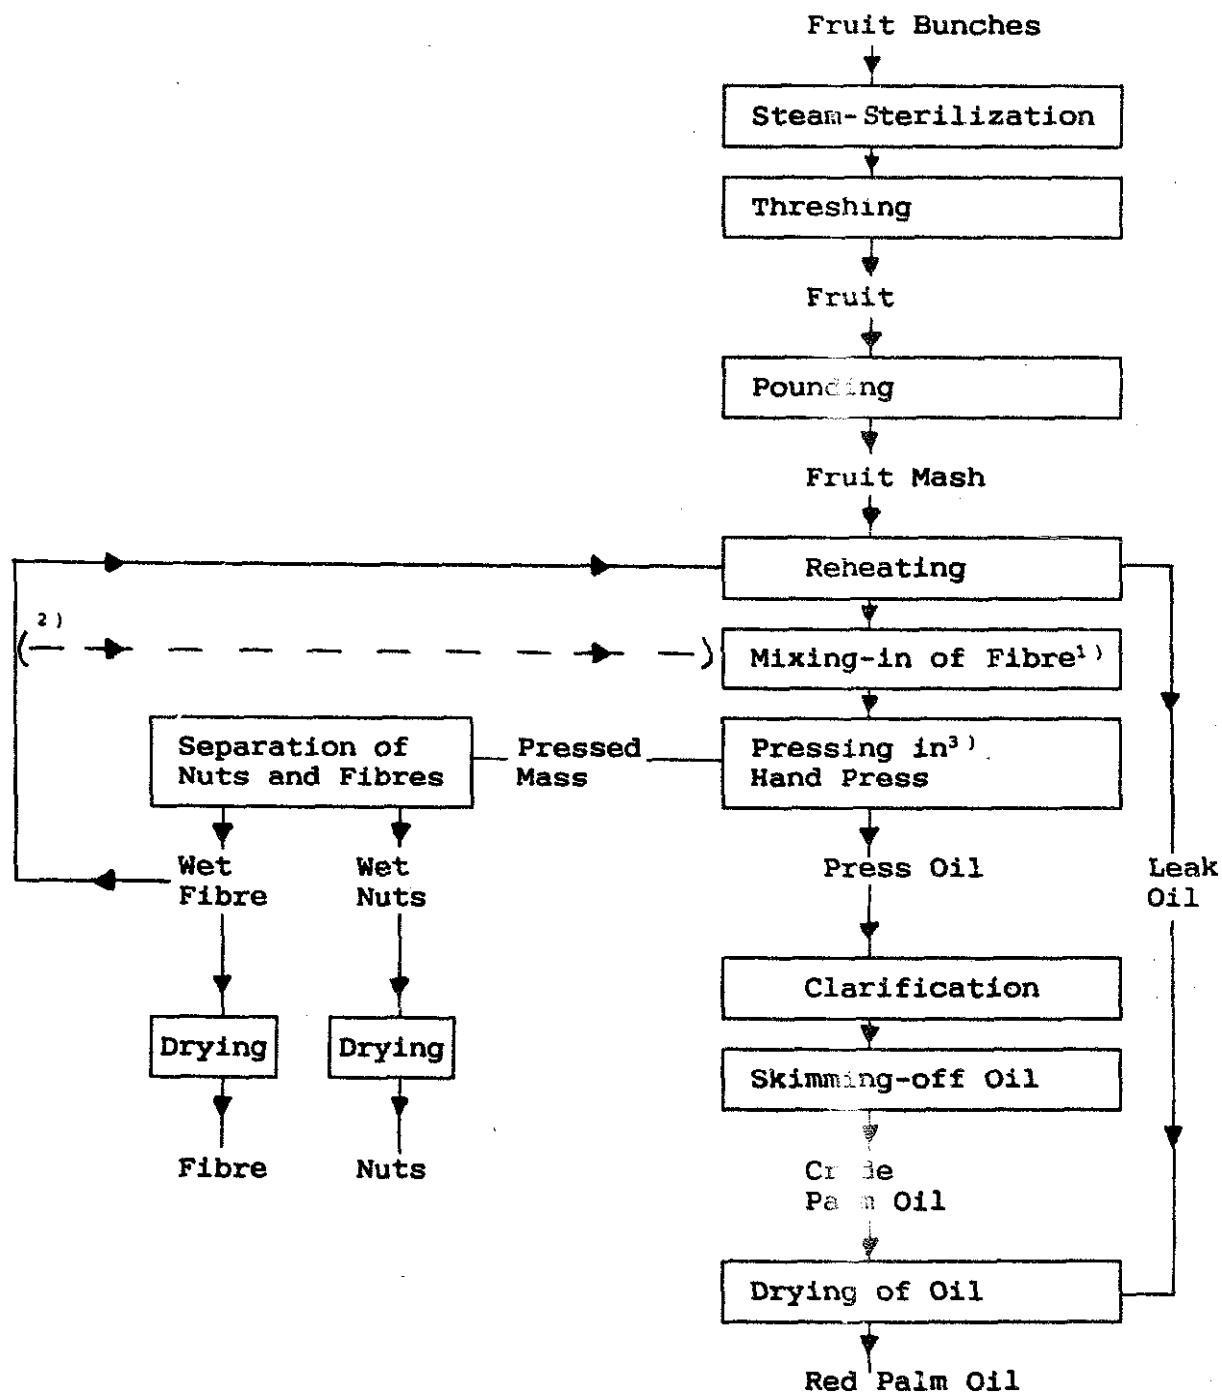 Fruit Bunches
Steam-Sterilization
Threshing
Fruit
Pounding
Fruit Mash
Reheating
2)
Mixing-in of Fibre¹)
Separation of
Nuts and Fibres
Pressed
Mass
Pressing in³)
Hand Press
Wet
Fibre
Wet
Nuts
Press Oil
Leak
Oil
Clarification
Drying
Drying
Skimming-off Oil
Fibre
Nuts
Crude
Palm Oil
Drying of Oil
Red Palm Oil